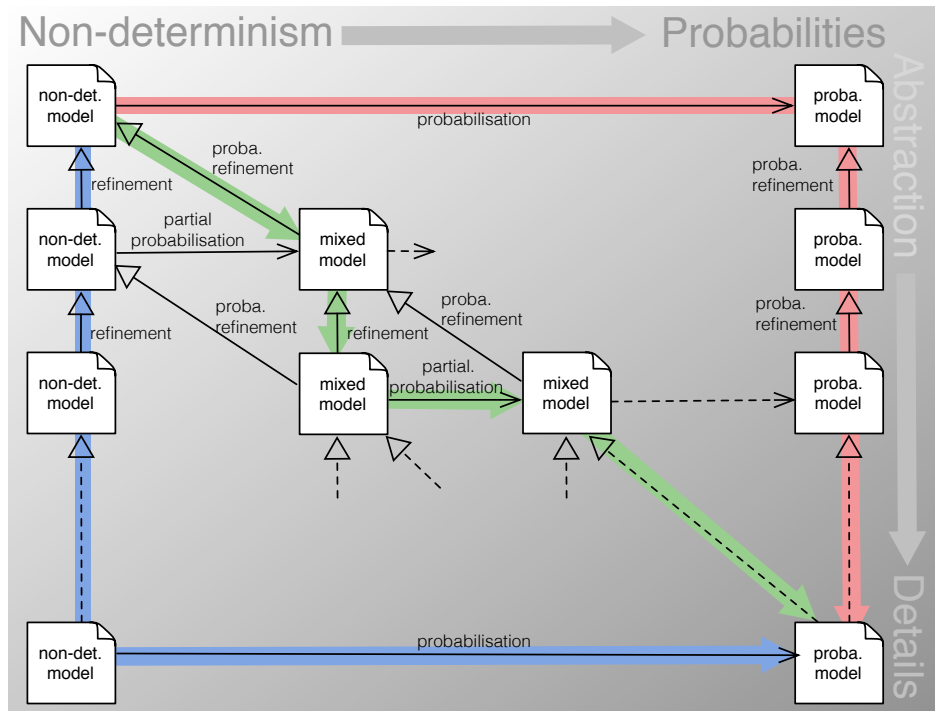 Non-determinism
Probabilities
Abstraction
non-det.
model
probabilisation
proba.
model
proba.
refinement
refinement
proba.
refinement
non-det.
model
partial
probabilisation
mixed
model
proba.
model
refinement
proba.
refinement
refinement
proba.
refinement
proba.
refinement
non-det.
model
mixed
model
partial.
probabilisation
mixed
model
proba.
model
Details
non-det.
model
probabilisation
proba.
model